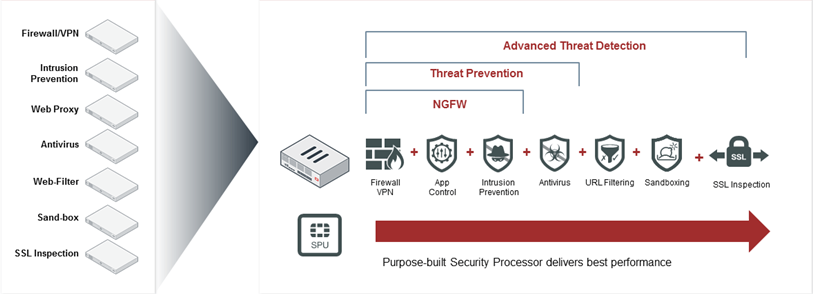 Firewall/VPN
Intrusion
Prevention
Web Proxy
Antivirus
Web-Filter
Sand-box
SSL Inspection
Advanced Threat Detection
Threat Prevention
NGFW
+ + + + + +
SSL
Firewall
VPN
App
Control
Intrusion
Prevention
Antivirus
URL Filtering
Sandboxing
SSL Inspection
SPU
Purpose-built Security Processor delivers best performance